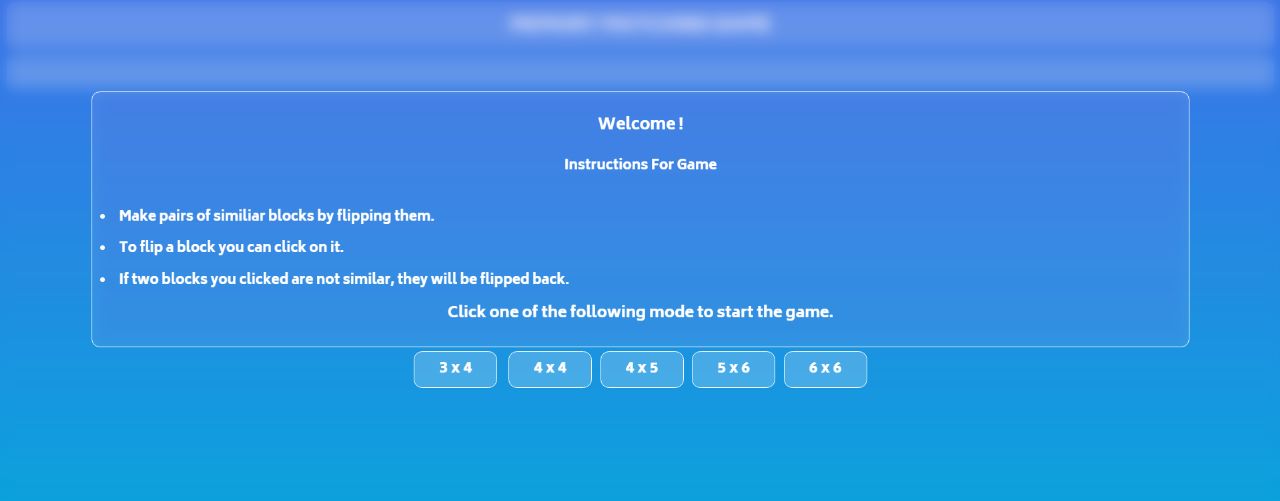 Welcome !
Instructions For Game
• Make pairs of similiar blocks by flipping them.
• To flip a block you can click on it.
• If two blocks you clicked are not similar, they will be flipped back.
Click one of the following mode to start the game.
3 x 4 4 x 4 4 x 5 5 x 6 6 x 6